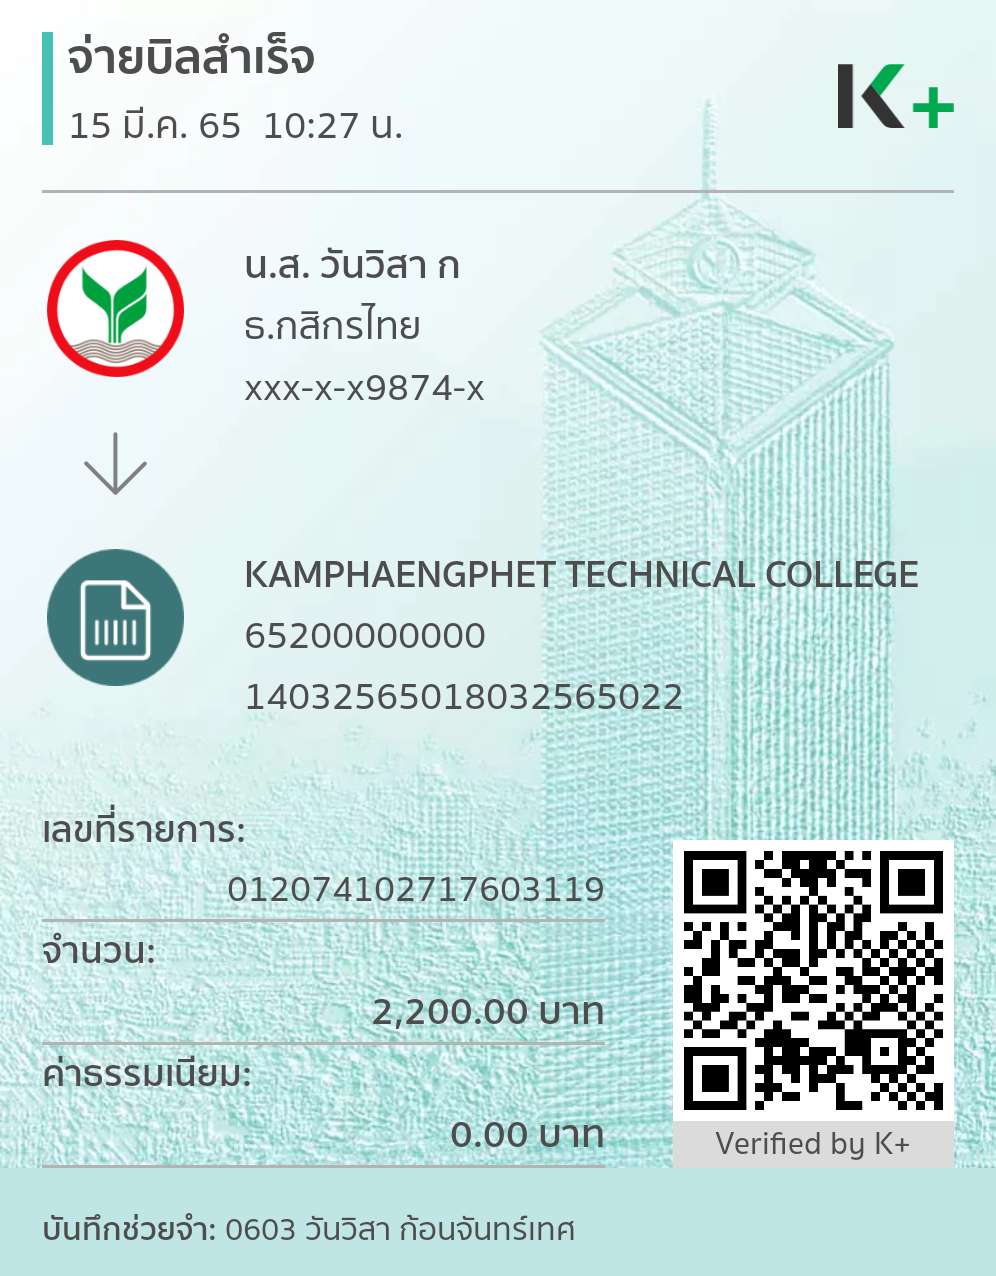 จ่ายบิลสำเร็จ
15 มี.ค. 65 10:27 น.
K+
น.ส. วันวิสา ก
ธ.กสิกรไทย
xxx-x-x9874-x
KAMPHAENGPHET TECHNICAL COLLEGE
65200000000
14032565018032565022
เลขที่รายการ:
012074102717603119
จำนวน:
2,200.00 บาท
ค่าธรรมเนียม:
0.00 บาท
Verified by K+
บันทึกช่วยจำ: 0603 วันวิสา ก้อนจันทร์เทศ